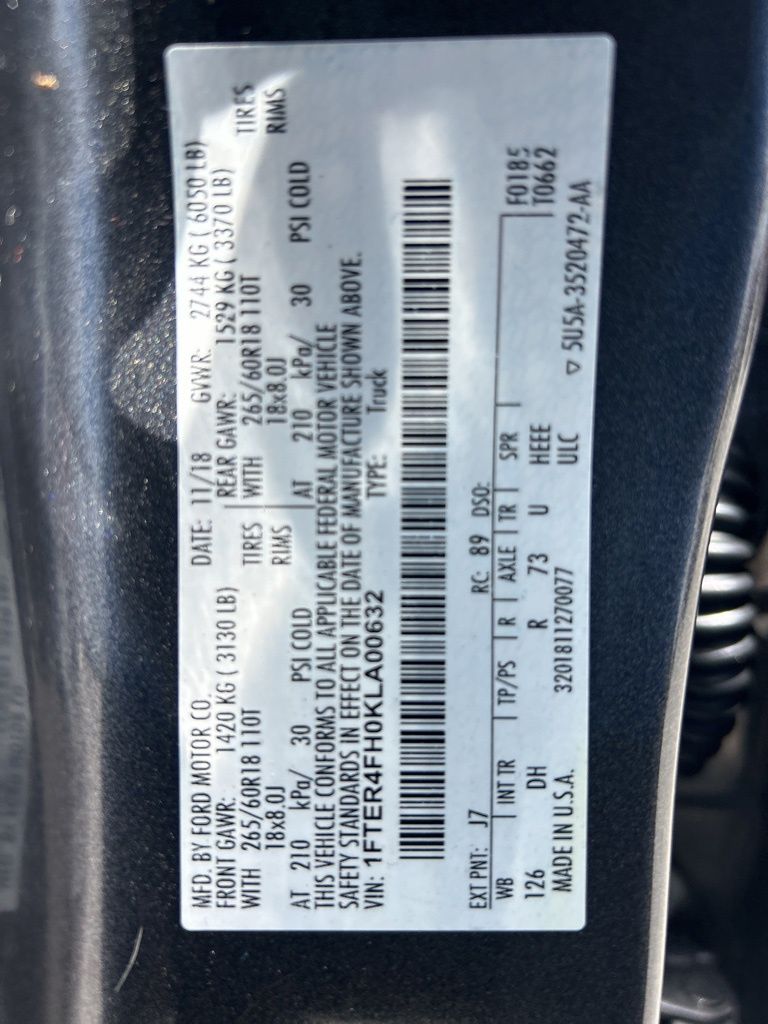 MFD. BY FORD MOTOR CO. DATE: 11/18 GVWR: 2744 KG ( 6050 LB)
FRONT GAWR: 1420 KG ( 3130 LB) REAR GAWR: 1529 KG ( 3370 LB)
WITH 265/60R18 110T TIRES WITH 265/60R18 110T TIRES
18x8.0J RIMS 18x8.0J RIMS
AT 210 kPa/ 30 PSI COLD AT 210 kPa/ 30 PSI COLD
THIS VEHICLE CONFORMS TO ALL APPLICABLE FEDERAL MOTOR VEHICLE
SAFETY STANDARDS IN EFFECT ON THE DATE OF MANUFACTURE SHOWN ABOVE.
VIN: 1FTER4FH0KLA00632 TYPE: Truck
EXT PNT: J7 RC: 89 DSO:
WB INT TR TP/PS R AXLE TR SPR F0185
126 DH R 73 U HEEE T0662
MADE IN U.S.A. 3201811270077 ULC ▽ 5U5A-3520472-AA